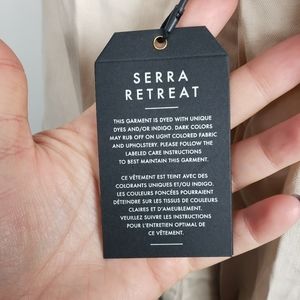 SERRA
RETREAT
THIS GARMENT IS DYED WITH UNIQUE
DYES AND/OR INDIGO. DARK COLORS
MAY RUB OFF ON LIGHT COLORED FABRIC
AND UPHOLSTERY. PLEASE FOLLOW THE
LABELED CARE INSTRUCTIONS
TO BEST MAINTAIN THIS GARMENT.
CE VÊTEMENT EST TEINT AVEC DES
COLORANTS UNIQUES ET/OU INDIGO.
LES COULEURS FONCÉES POURRAIENT
DÉTEINDRE SUR LES TISSUS DE COULEURS
CLAIRES ET D'AMEUBLEMENT.
VEUILLEZ SUIVRE LES INSTRUCTIONS
POUR L'ENTRETIEN OPTIMAL DE
CE VÊTEMENT.